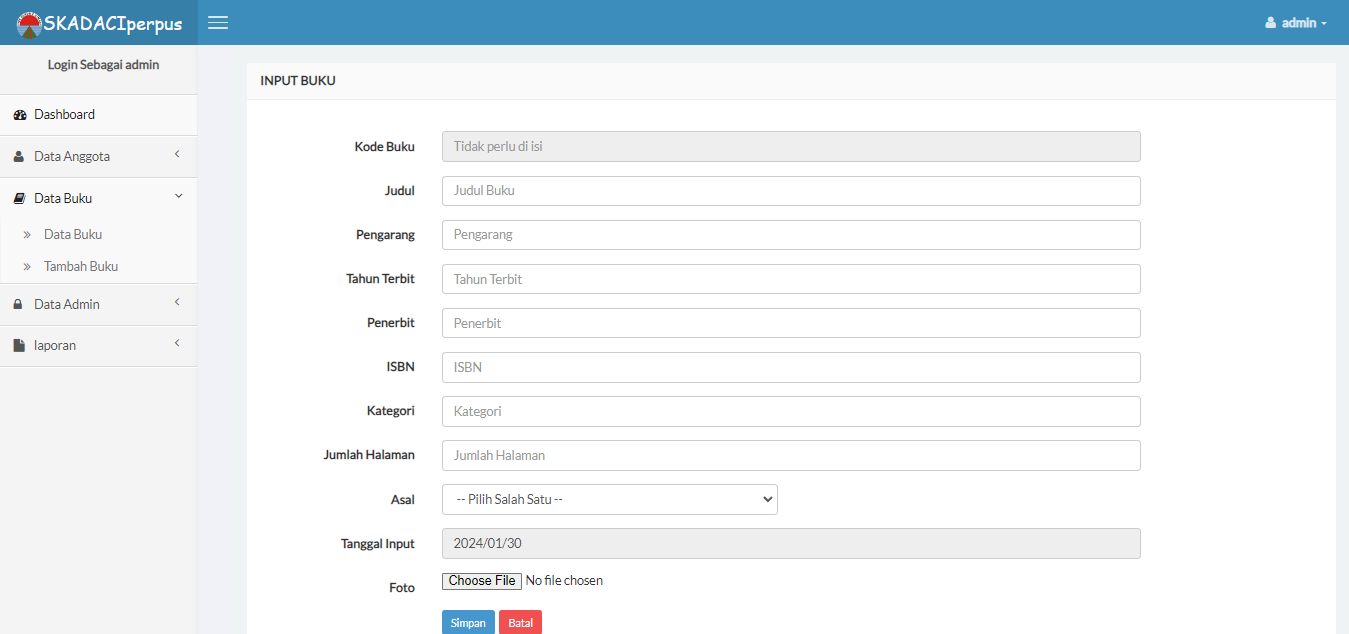 SKADACIperpus
admin
Login Sebagai admin
Dashboard
Data Anggota
Data Buku
Data Buku
Tambah Buku
Data Admin
laporan
INPUT BUKU
Kode Buku Tidak perlu di isi
Judul Judul Buku
Pengarang Pengarang
Tahun Terbit Tahun Terbit
Penerbit Penerbit
ISBN ISBN
Kategori Kategori
Jumlah Halaman Jumlah Halaman
Asal -- Pilih Salah Satu --
Tanggal Input 2024/01/30
Foto Choose File No file chosen
Simpan Batal